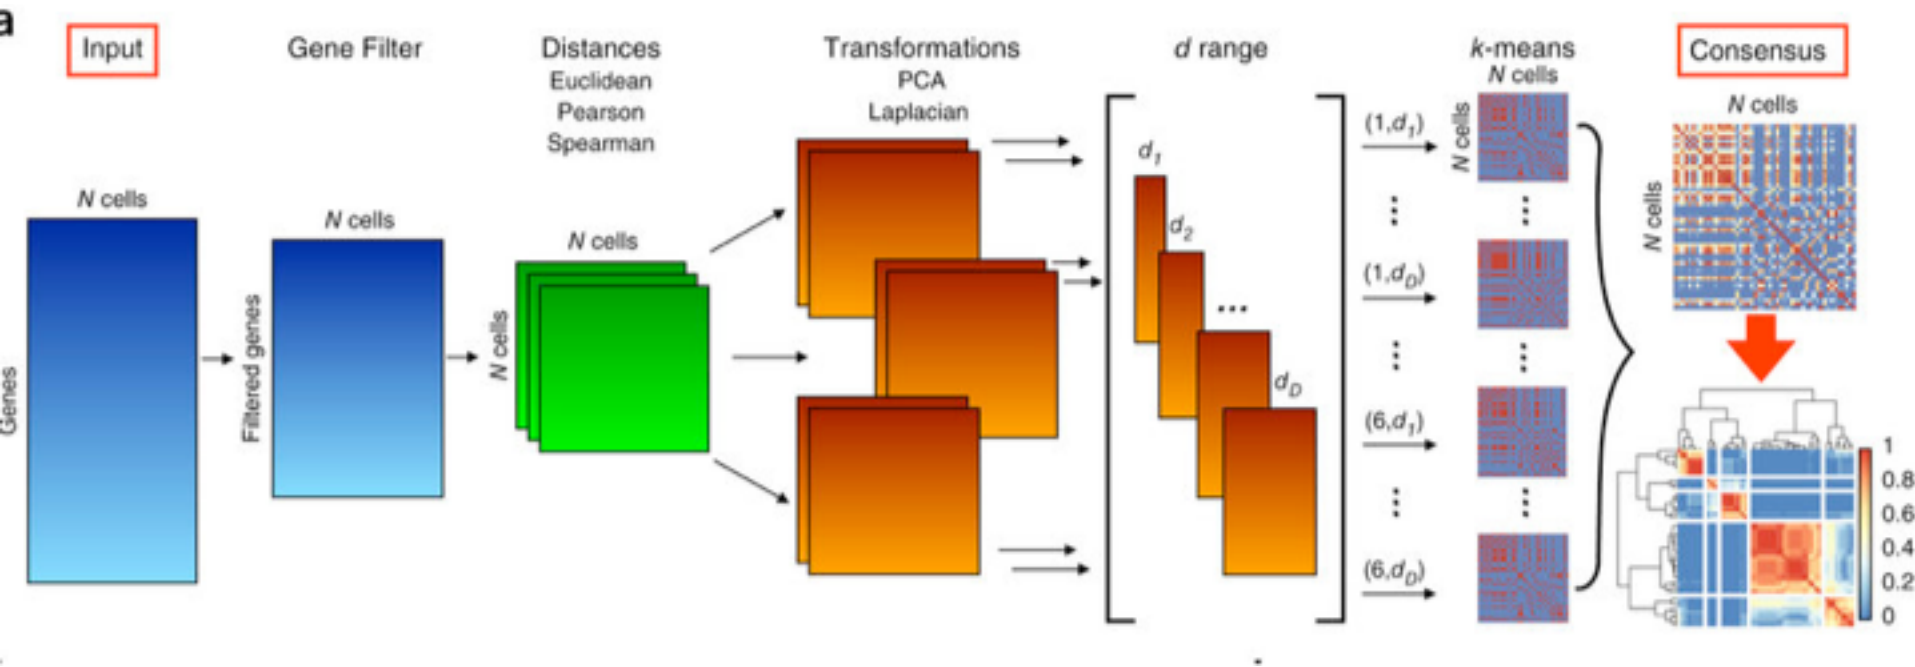 a
Input
Gene Filter
Distances
Euclidean
Pearson
Spearman
Transformations
PCA
Laplacian
d range
k-means
N cells
N cells
Consensus
N cells
N cells
N cells
Genes
N cells
Filtered genes
N cells
N cells
d1
d2
...
dD
(1,d1)
(1,dD)
(6,d1)
(6,dD)
1
0.8
0.6
0.4
0.2
0